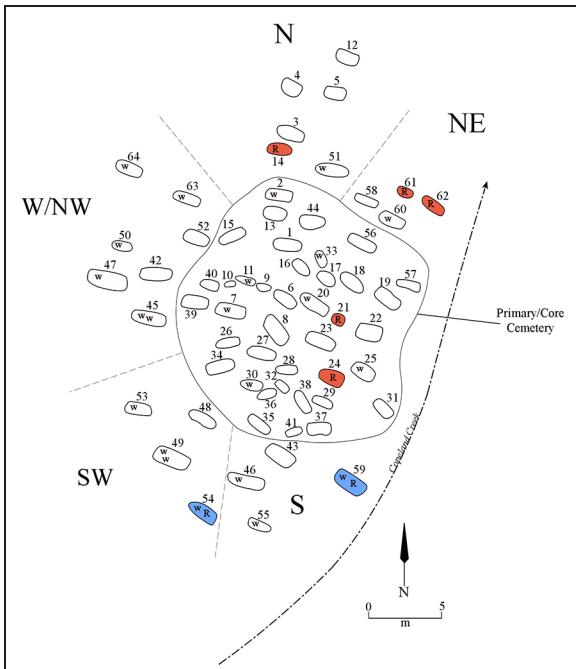 N
12
4
5
NE
3
R
14
51
w
64
w
63
w
W/NW
2
w
58
61
R
62
R
60
w
13
44
52
15
1
56
50
w
33
w
16
17
18
57
47
w
42
40
10
11
w
9
6
20
w
19
39
7
w
21
R
45
w w
8
23
22
Primary/Core
Cemetery
26
27
34
24
R
25
w
28
30
w
32
36
38
29
31
53
w
48
35
41
37
43
49
w
w
SW
46
w
S
59
w
R
54
w
R
55
w
Copeland Creek
N
0
5
m